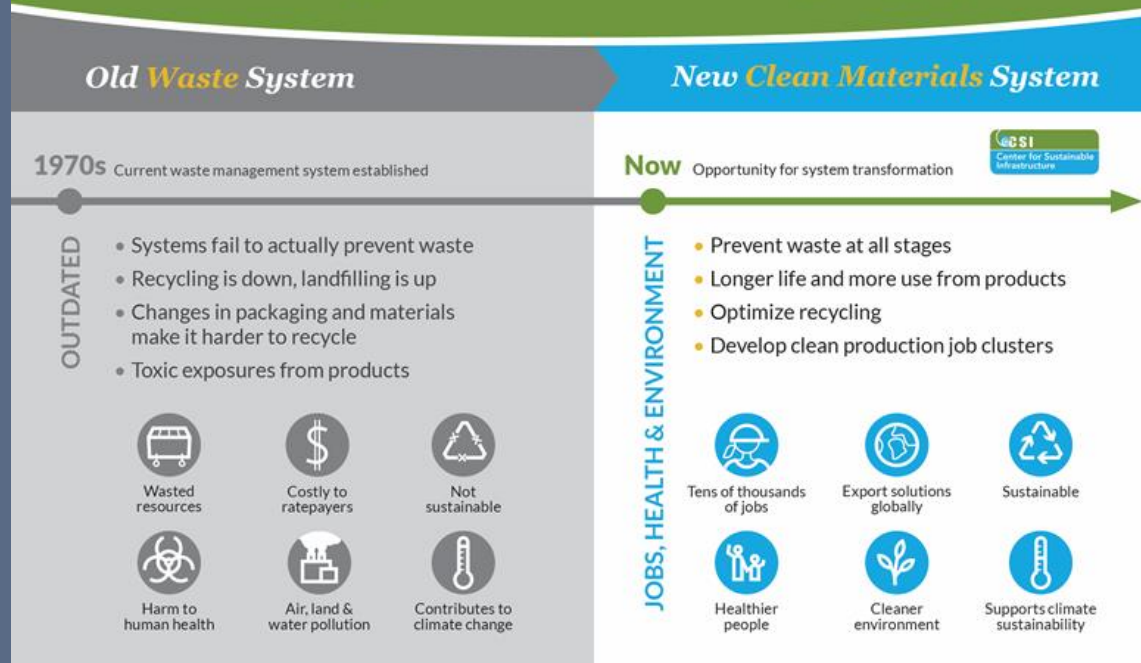 Old Waste System
New Clean Materials System
1970s Current waste management system established
Now Opportunity for system transformation
CSI
Center for Sustainable
Infrastructure
OUTDATED
• Systems fail to actually prevent waste
• Recycling is down, landfilling is up
• Changes in packaging and materials
make it harder to recycle
• Toxic exposures from products
Wasted
resources
Costly to
ratepayers
Not
sustainable
Harm to
human health
Air, land &
water pollution
Contributes to
climate change
JOBS, HEALTH & ENVIRONMENT
• Prevent waste at all stages
• Longer life and more use from products
• Optimize recycling
• Develop clean production job clusters
Tens of thousands
of jobs
Export solutions
globally
Sustainable
Healthier
people
Cleaner
environment
Supports climate
sustainability